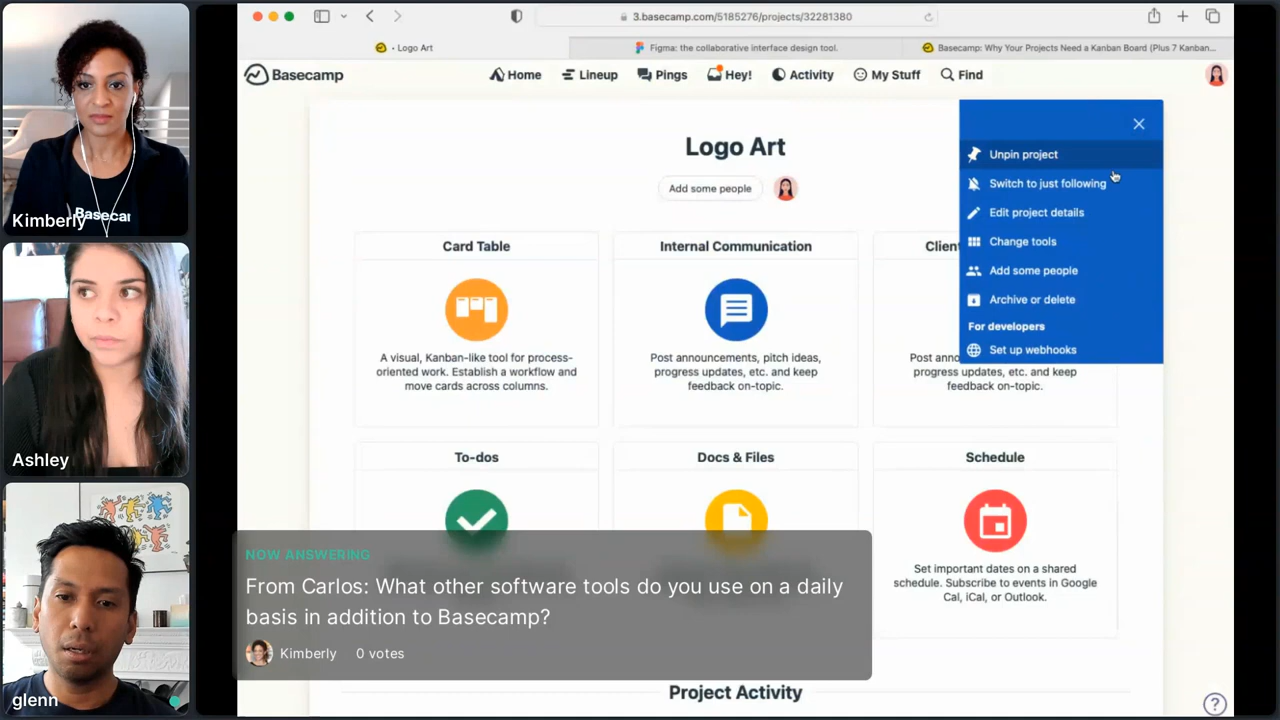 Kimberly
Basecam
Ashley
glenn
3.basecamp.com/5185276/projects/32281380
• Logo Art
Figma: the collaborative interface design tool.
Basecamp: Why Your Projects Need a Kanban Board (Plus 7 Kanban...
Basecamp
Home
Lineup
Pings
Hey!
Activity
My Stuff
Find
Logo Art
Add some people
Unpin project
Switch to just following
Edit project details
Change tools
Add some people
Archive or delete
For developers
Set up webhooks
Card Table
A visual, Kanban-like tool for process-
oriented work. Establish a workflow and
move cards across columns.
Internal Communication
Post announcements, pitch ideas,
progress updates, etc. and keep
feedback on-topic.
Clien
Post anno
progress updates, etc. and keep
feedback on-topic.
To-dos
Docs & Files
Schedule
Set important dates on a shared
schedule. Subscribe to events in Google
Cal, iCal, or Outlook.
NOW ANSWERING
From Carlos: What other software tools do you use on a daily
basis in addition to Basecamp?
Kimberly 0 votes
Project Activity
?